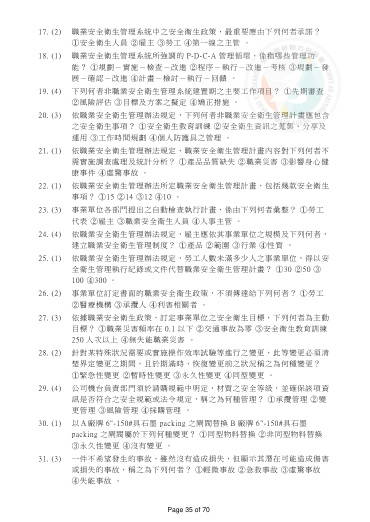 17. (2) 職業安全衛生管理系統中之安全衛生政策，最重要應由下列何者承諾？
①安全衛生人員 ②雇主 ③勞工 ④第一線之主管 。
18. (1) 職業安全衛生管理系統所強調的 P-D-C-A 管理循環，係指哪些管理功
能？ ①規劃－實施－檢查－改進 ②程序－執行－改進－考核 ③規劃－發
展－確認－改進 ④計畫－檢討－執行－回饋 。
19. (4) 下列何者非職業安全衛生管理系統建置期之主要工作項目？ ①先期審查
②風險評估 ③目標及方案之擬定 ④矯正措施 。
20. (3) 依職業安全衛生管理辦法規定，下列何者非職業安全衛生管理計畫應包含
之安全衛生事項？ ①安全衛生教育訓練 ②安全衛生資訊之蒐集、分享及
運用 ③工作時間規劃 ④個人防護具之管理 。
21. (1) 依職業安全衛生管理辦法規定，職業安全衛生管理計畫內容對下列何者不
需實施調查處理及統計分析？ ①產品品質缺失 ②職業災害 ③影響身心健
康事件 ④虛驚事故 。
22. (1) 依職業安全衛生管理辦法所定職業安全衛生管理計畫，包括幾款安全衛生
事項？ ①15 ②14 ③12 ④10 。
23. (3) 事業單位各部門提出之自動檢查執行計畫，係由下列何者彙整？ ①勞工
代表 ②雇主 ③職業安全衛生人員 ④人事主管 。
24. (4) 依職業安全衛生管理辦法規定，雇主應依其事業單位之規模及下列何者，
建立職業安全衛生管理制度？ ①產品 ②範圍 ③行業 ④性質 。
25. (1) 依職業安全衛生管理辦法規定，勞工人數未滿多少人之事業單位，得以安
全衛生管理執行紀錄或文件代替職業安全衛生管理計畫？ ①30 ②50 ③
100 ④300 。
26. (2) 事業單位訂定書面的職業安全衛生政策，不須傳達給下列何者？ ①勞工
②醫療機構 ③承攬人 ④利害相關者 。
27. (3) 依據職業安全衛生政策，訂定事業單位之安全衛生目標，下列何者為主動
目標？ ①職業災害頻率在 0.1 以下 ②交通事故為零 ③安全衛生教育訓練
250 人次以上 ④無失能職業災害 。
28. (2) 針對某特殊狀況需要或實施操作效率試驗等進行之變更，此等變更必須清
楚界定變更之期間，且於期滿時，恢復變更前之狀況稱之為何種變更？
①緊急性變更 ②暫時性變更 ③永久性變更 ④同型變更 。
29. (4) 公司機台負責部門須於請購規範中明定，材質之安全等級，並確保該項資
訊是否符合之安全規範或法令規定，稱之為何種管理？ ①承攬管理 ②變
更管理 ③風險管理 ④採購管理 。
30. (1) 以A廠牌 6"-150#具石墨 packing 之閘閥替換 B 廠牌 6"-150#具石墨
packing 之閘閥屬於下列何種變更？ ①同型物料替換 ②非同型物料替換
③永久性變更 ④沒有變更 。
31. (3) 一件不希望發生的事故，雖然沒有造成損失，但顯示其潛在可能造成傷害
或損失的事故，稱之為下列何者？ ①輕微事故 ②急救事故 ③虛驚事故
④失能事故 。
Page 35 of 70